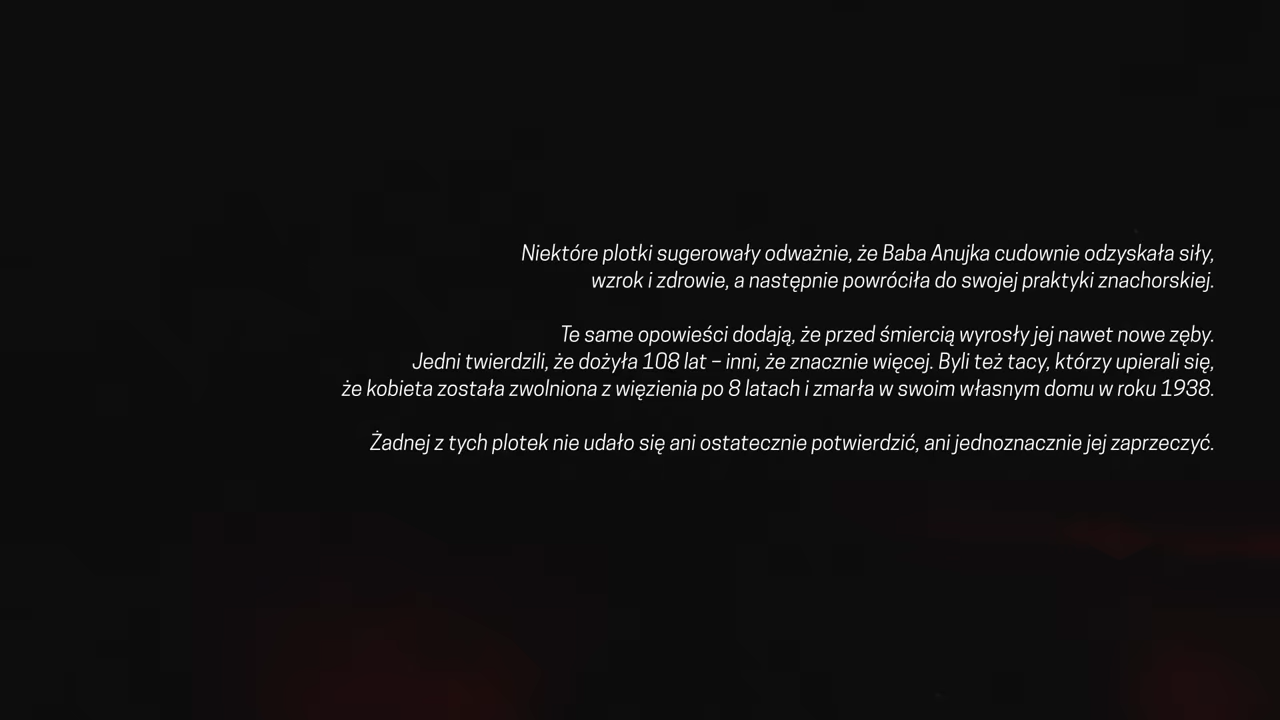 Niektóre plotki sugerowały odważnie, że Baba Anujka cudownie odzyskała siły,
wzrok i zdrowie, a następnie powróciła do swojej praktyki znachorskiej.
Te same opowieści dodają, że przed śmiercią wyrosły jej nawet nowe zęby.
Jedni twierdzili, że dożyła 108 lat – inni, że znacznie więcej. Byli też tacy, którzy upierali się,
że kobieta została zwolniona z więzienia po 8 latach i zmarła w swoim własnym domu w roku 1938.
Żadnej z tych plotek nie udało się ani ostatecznie potwierdzić, ani jednoznacznie jej zaprzeczyć.